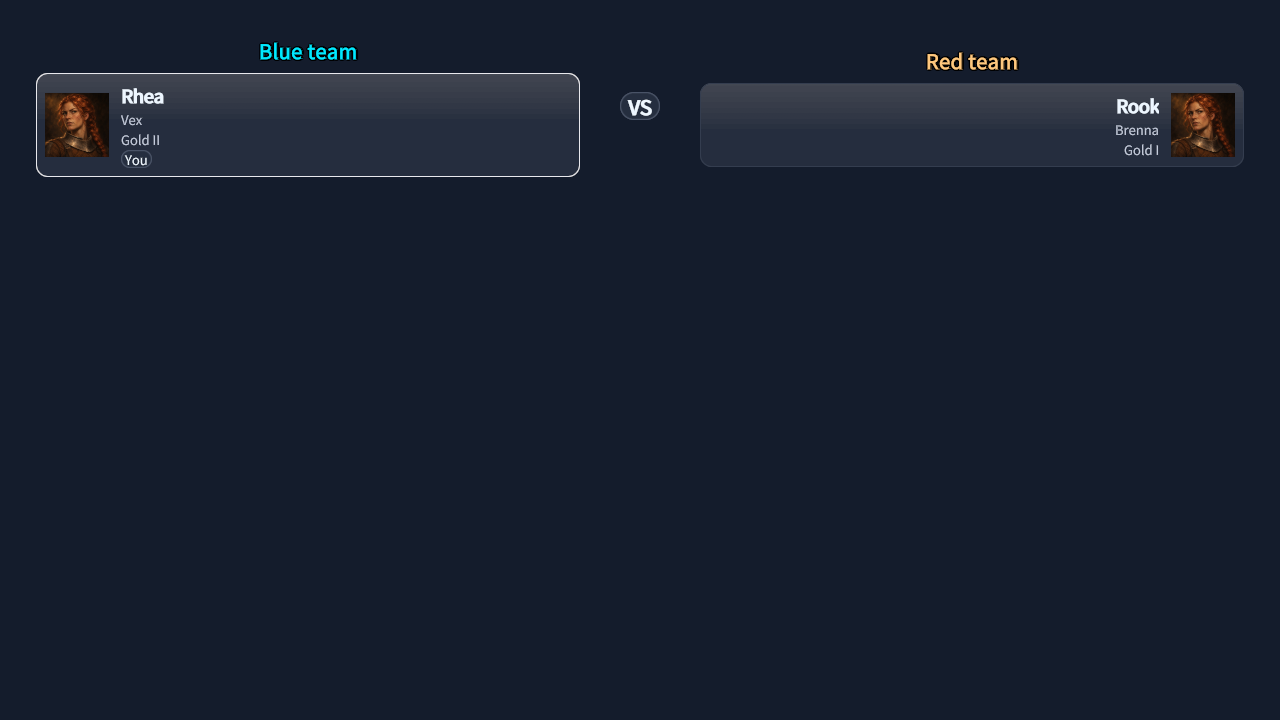 Blue team
Rhea
Vex
Gold II
You
VS
Red team
Rook
Brenna
Gold I